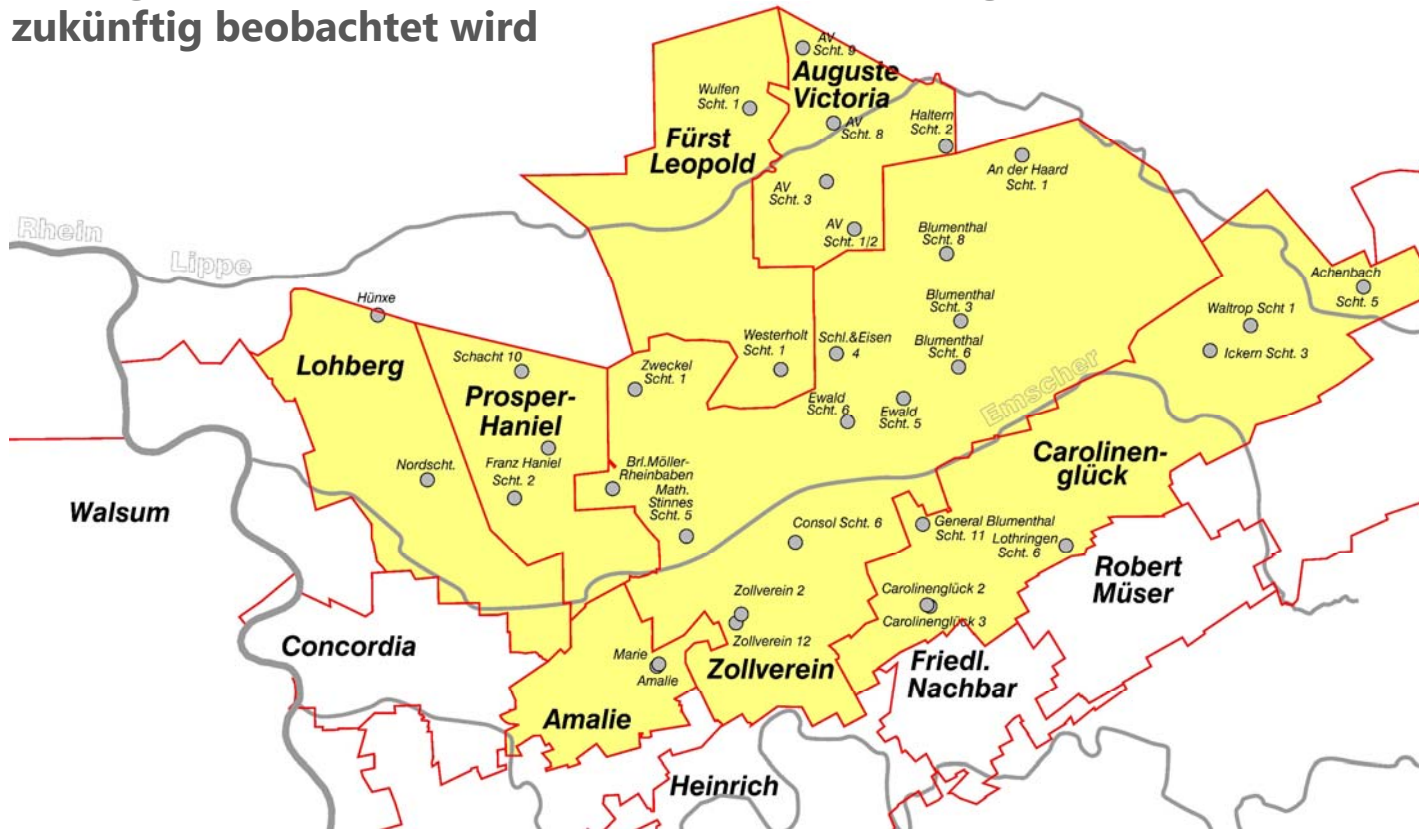 zukünftig beobachtet wird
AV
Scht. 9
Auguste
Victoria
Wulfen
Scht. 1
AV
Scht. 8
Haltern
Scht. 2
Fürst
Leopold
An der Haard
Scht. 1
AV
Scht. 3
AV
Scht. 1/2
Blumenthal
Scht. 8
Rhein
Lippe
Achenbach
Scht. 5
Hünxe
Blumenthal
Scht. 3
Waltrop Scht 1
Ickern Scht. 3
Westerholt
Scht. 1
Schl.&Eisen
4
Blumenthal
Scht. 6
Lohberg
Schacht 10
Zweckel
Scht. 1
Prosper-
Haniel
Ewald
Scht. 6
Ewald
Scht. 5
Emscher
Nordscht.
Franz Haniel
Scht. 2
Brl.Möller-
Rheinbaben
Math.
Stinnes
Scht. 5
Carolinen-
glück
Walsum
Consol Scht. 6
General Blumenthal
Scht. 11
Lothringen
Scht. 6
Robert
Müser
Zollverein 2
Zollverein 12
Carolinenglück 2
Carolinenglück 3
Concordia
Marie
Amalie
Zollverein
Friedl.
Nachbar
Amalie
Heinrich